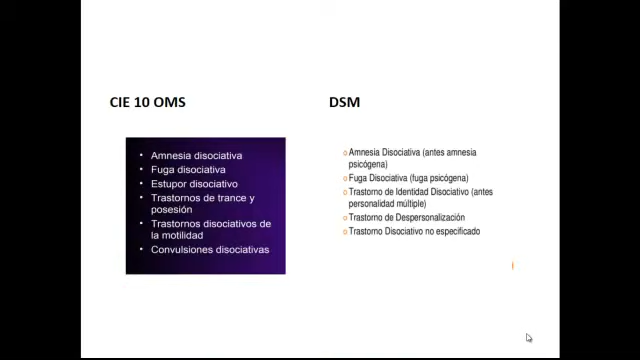 CIE 10 OMS
DSM
• Amnesia disociativa
• Fuga disociativa
• Estupor disociativo
• Trastornos de trance y
posesión
• Trastornos disociativos de
la motilidad
• Convulsiones disociativas
o Amnesia Disociativa (antes amnesia
psicógena)
o Fuga Disociativa (fuga psicógena)
o Trastorno de Identidad Disociativo (antes
personalidad múltiple)
o Trastorno de Despersonalización
o Trastorno Disociativo no especificado